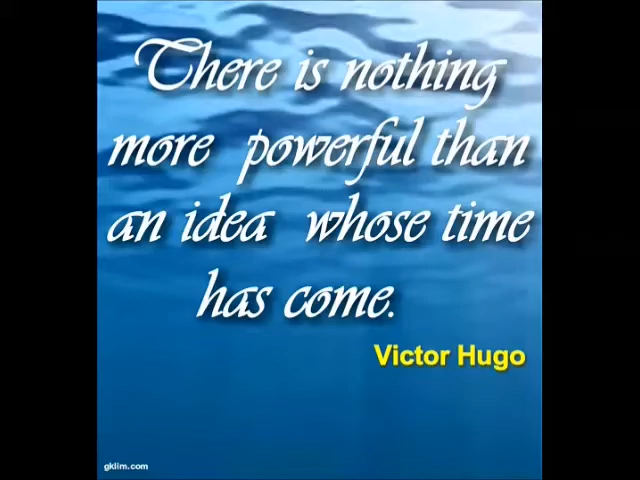 There is nothing
more powerful than
an idea whose time
has come.
Victor Hugo
gklim.com